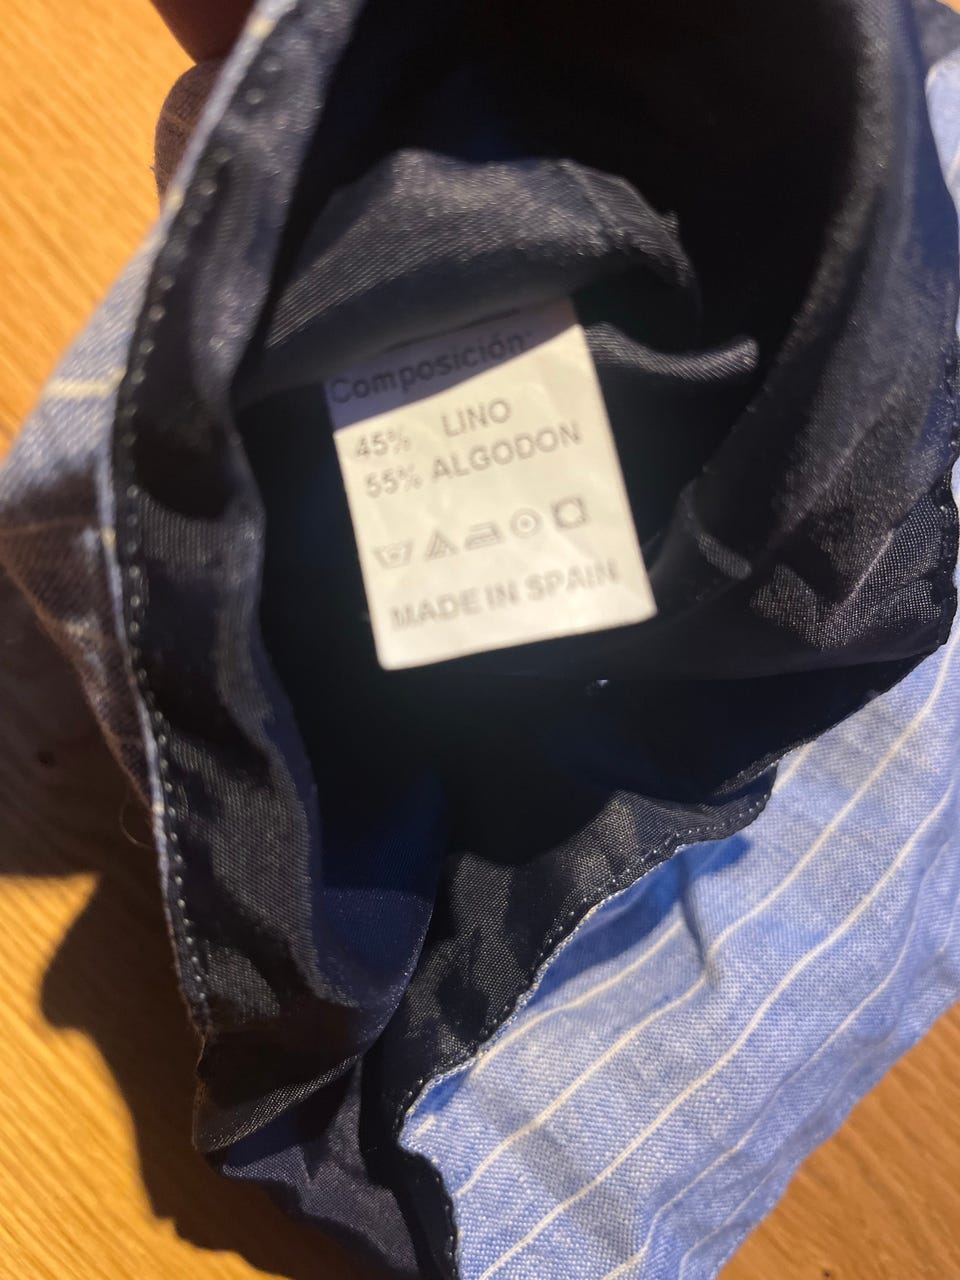 Composición:
45% LINO
55% ALGODON
MADE IN SPAIN